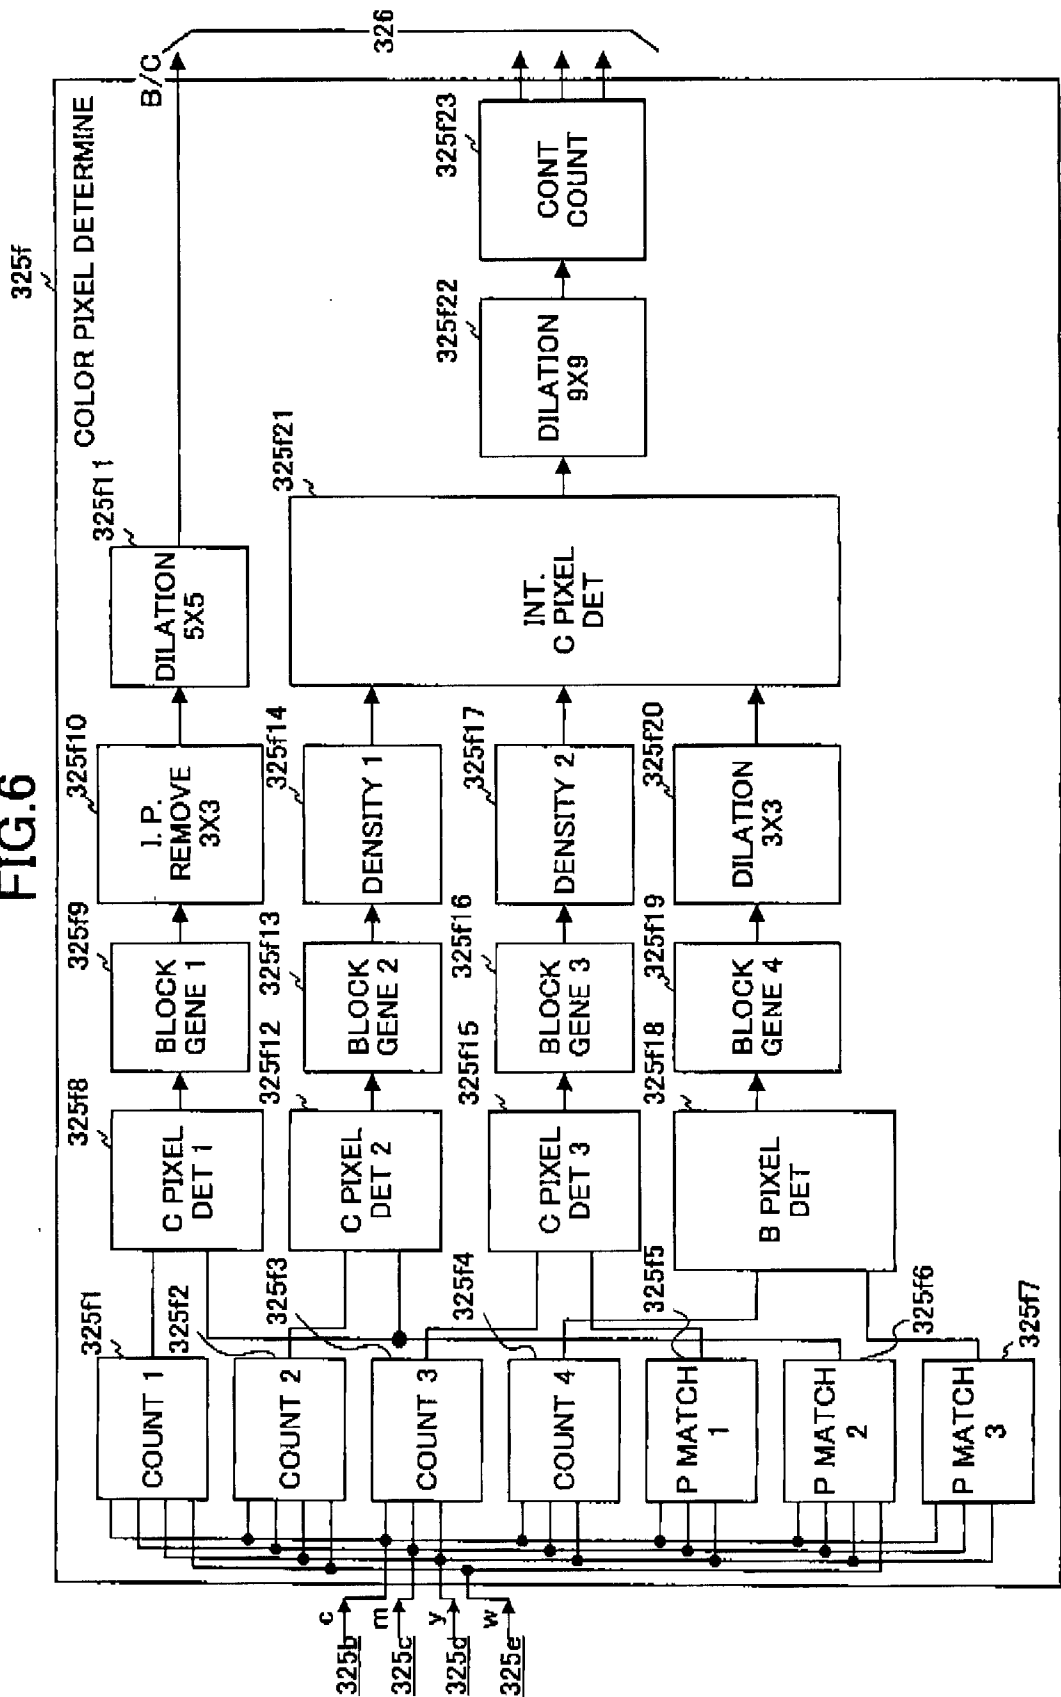 FIG.6
325f
COLOR PIXEL DETERMINE
B/C
326
325b
c
325c
m
325d
y
325e
w
325f1
COUNT 1
325f2
COUNT 2
325f3
COUNT 3
325f4
COUNT 4
325f5
P MATCH
1
325f6
P MATCH
2
325f7
P MATCH
3
325f8
C PIXEL
DET 1
325f9
BLOCK
GENE 1
325f10
I. P.
REMOVE
3X3
325f11
DILATION
5X5
325f12
C PIXEL
DET 2
325f13
BLOCK
GENE 2
325f14
DENSITY 1
325f15
C PIXEL
DET 3
325f16
BLOCK
GENE 3
325f17
DENSITY 2
325f18
B PIXEL
DET
325f19
BLOCK
GENE 4
325f20
DILATION
3X3
325f21
INT.
C PIXEL
DET
325f22
DILATION
9X9
325f23
CONT
COUNT